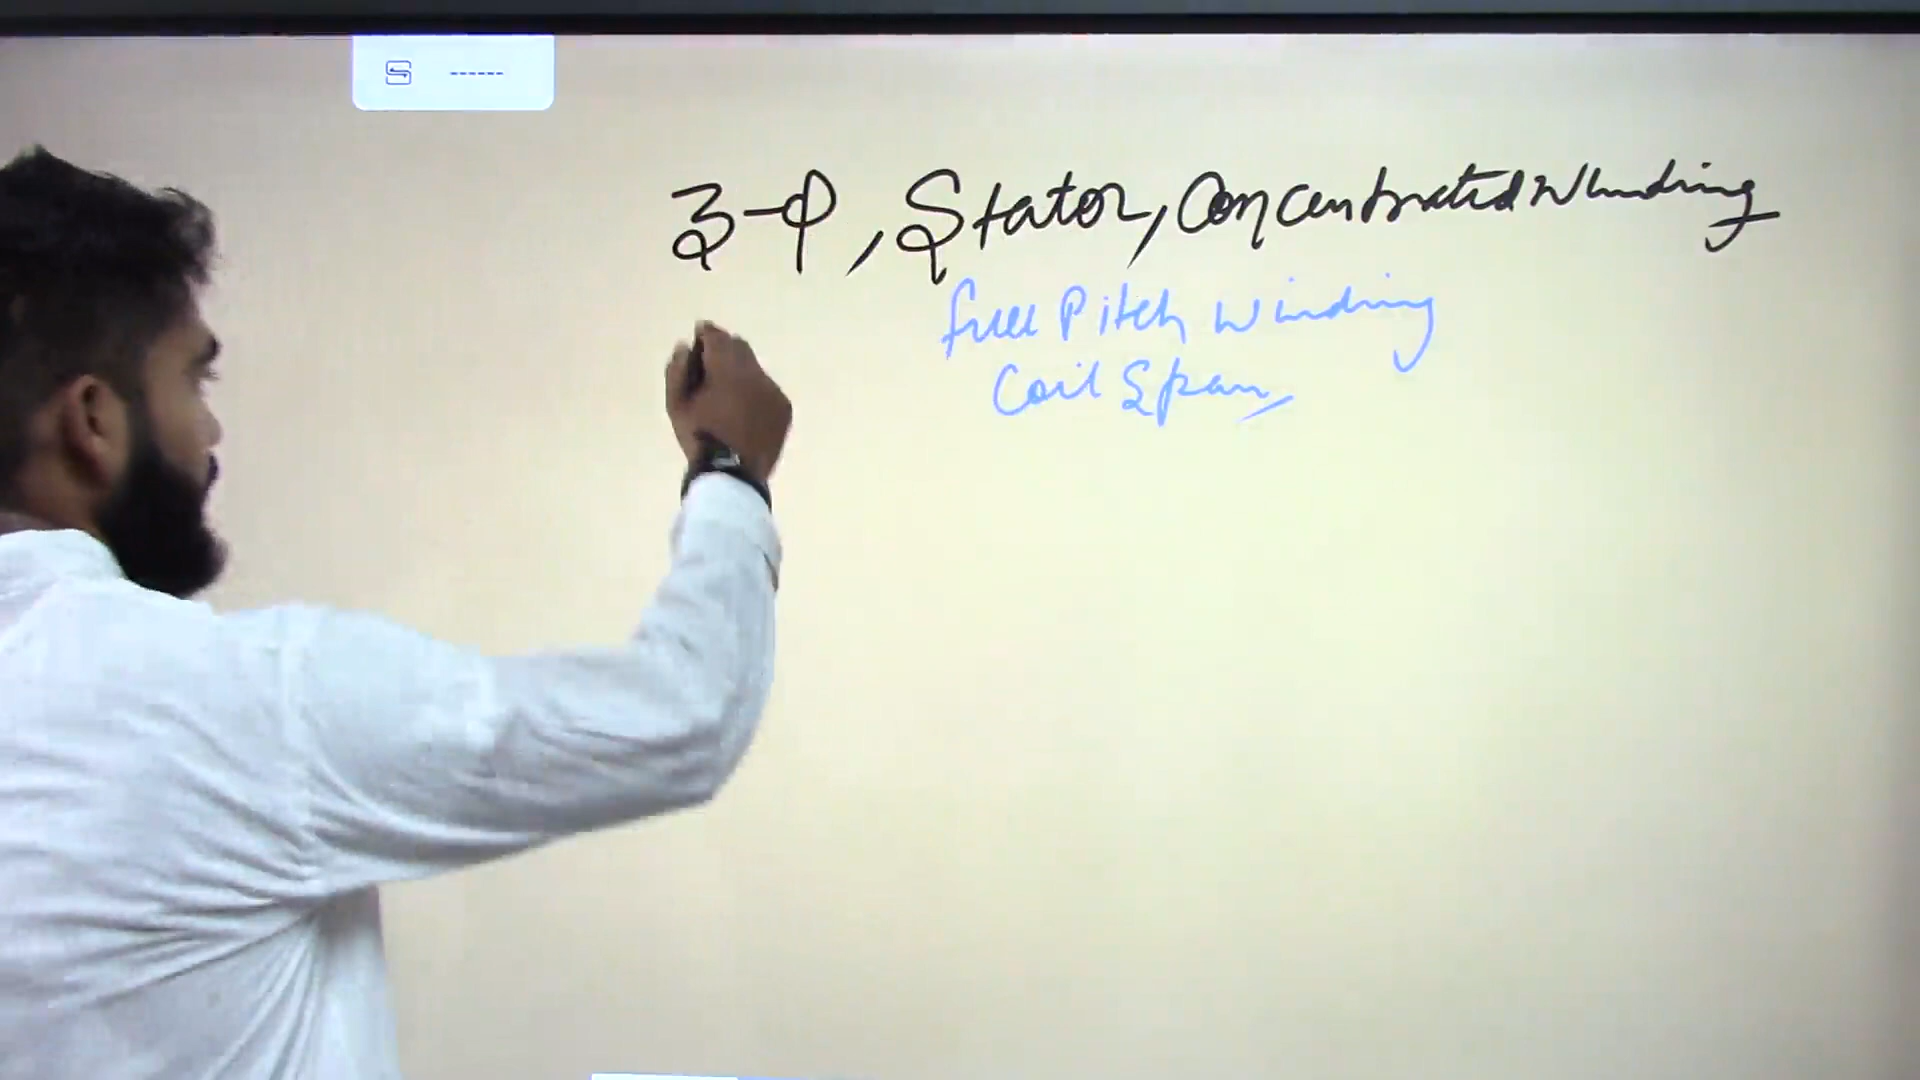 3-Φ, Stator, Concentrated Winding
full Pitch Winding
Coil Span